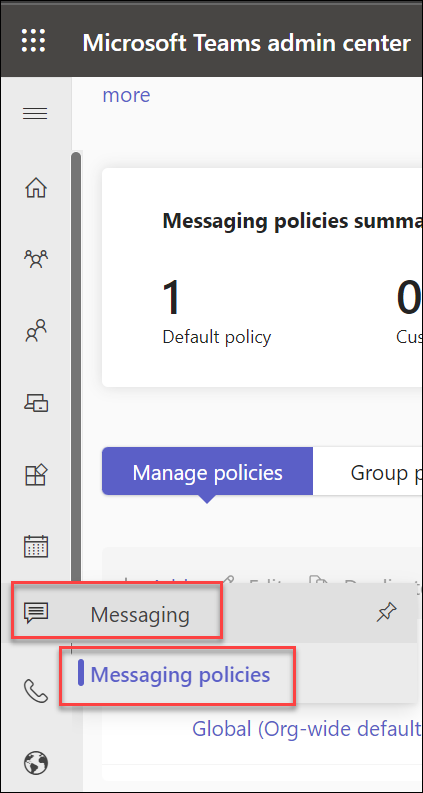 Microsoft Teams admin center
more
Messaging policies summa
1
Default policy
0
Cus
Manage policies
Group p
Messaging
Messaging policies
Global (Org-wide default